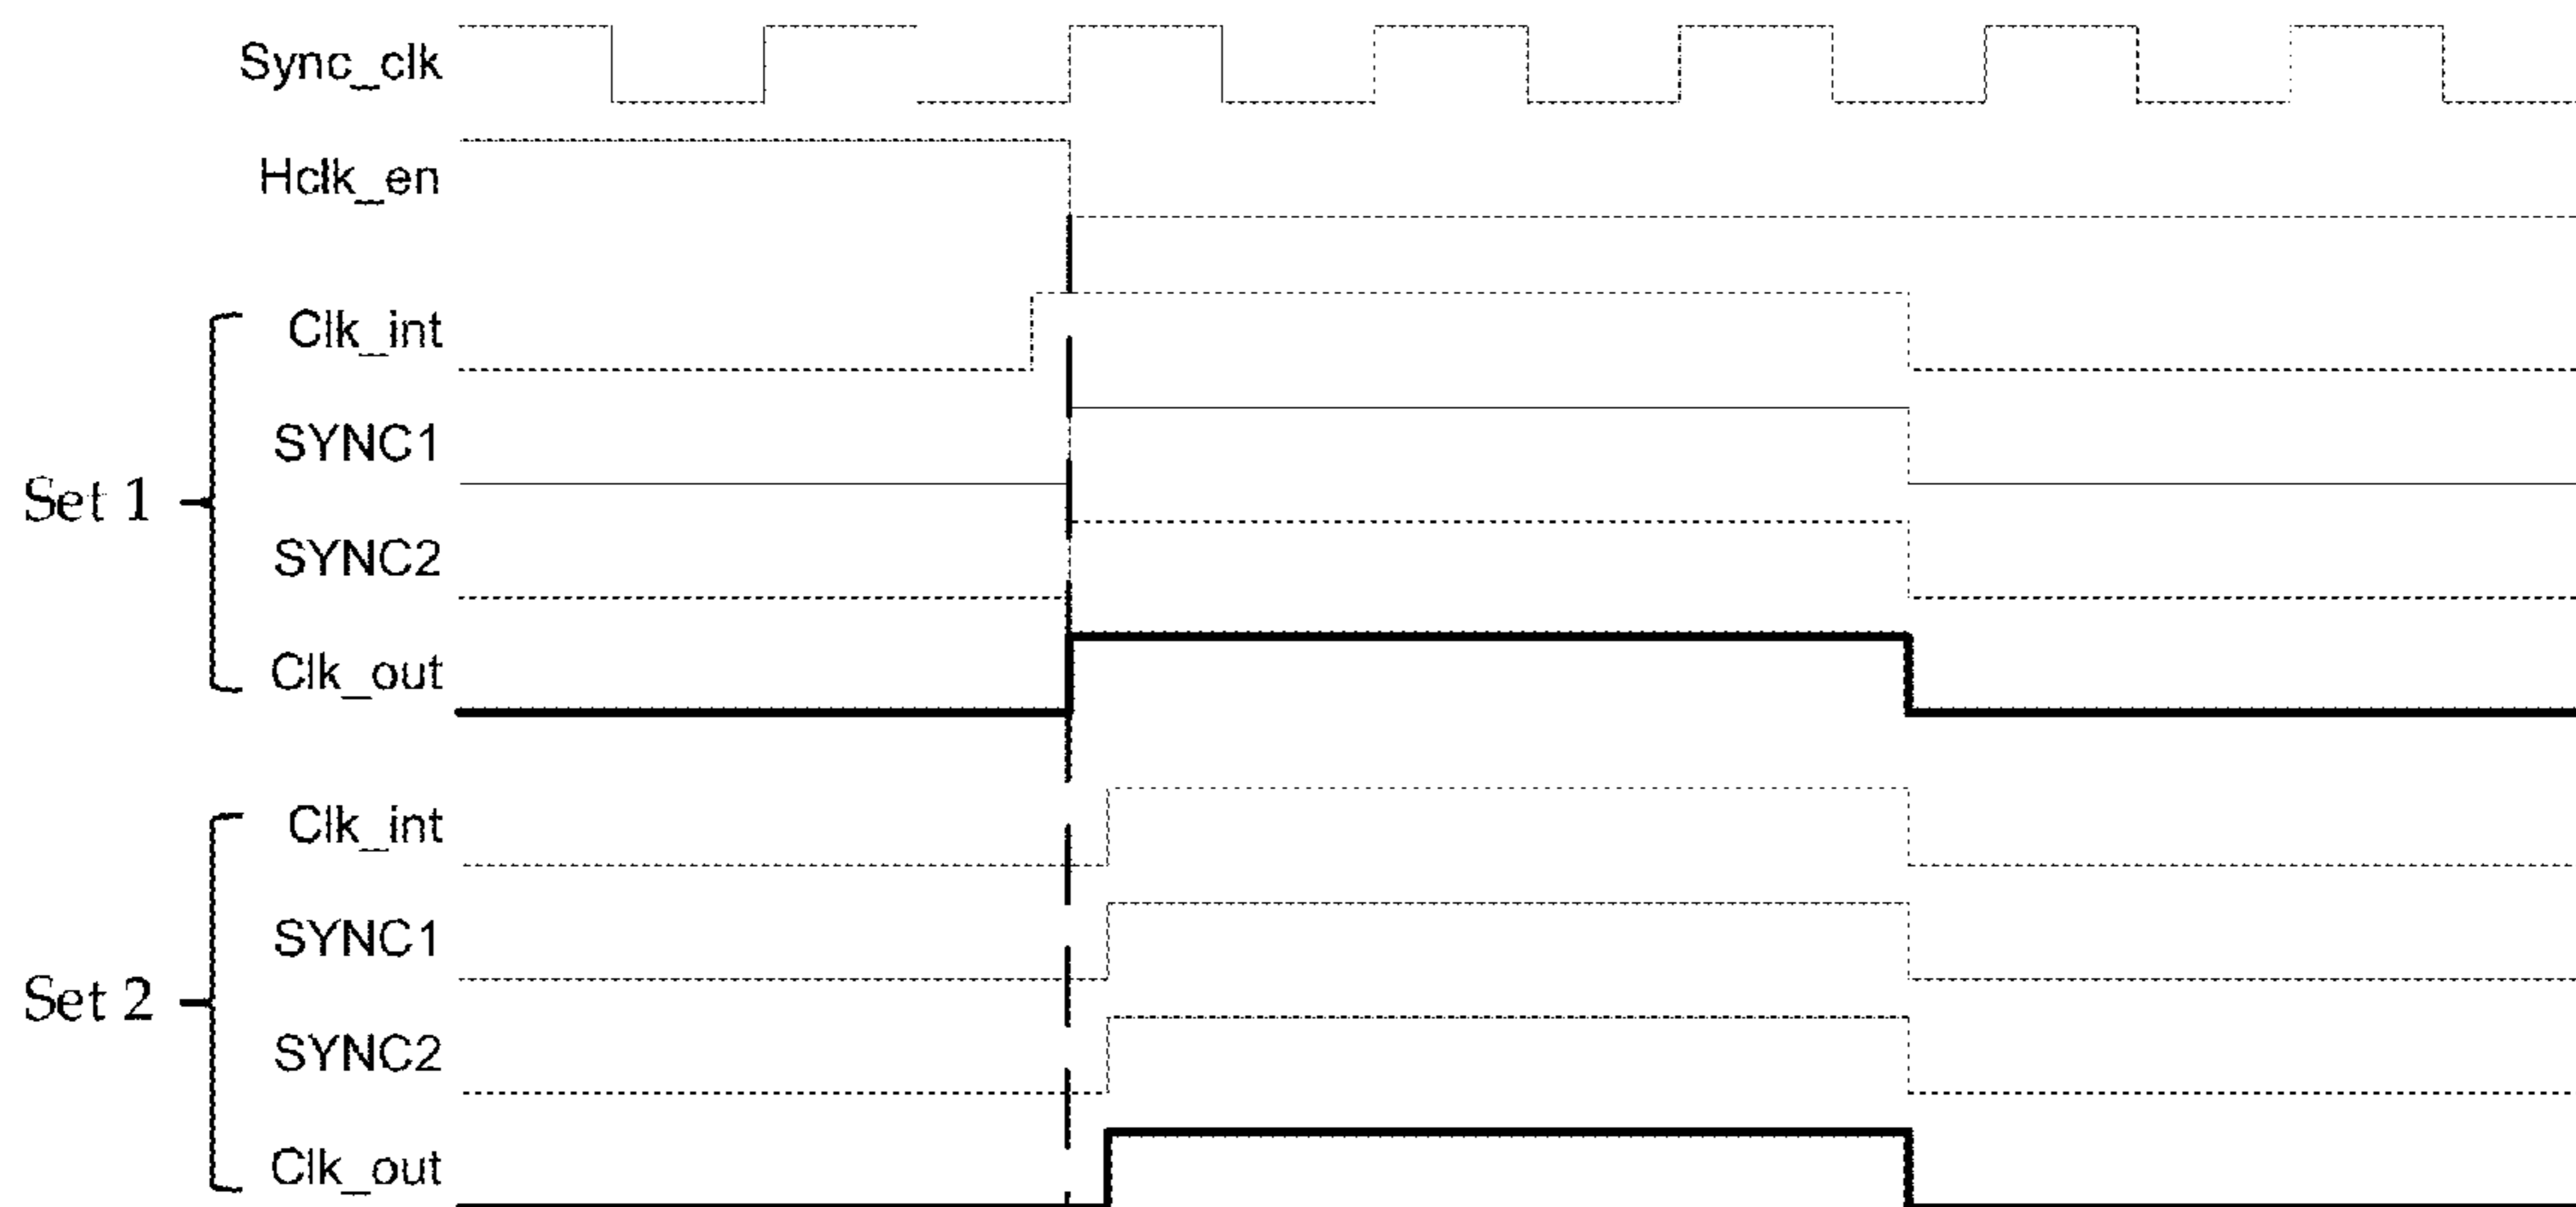 Sync_clk
Hclk_en
Set 1
Clk_int
SYNC1
SYNC2
Clk_out
Set 2
Clk_int
SYNC1
SYNC2
Clk_out